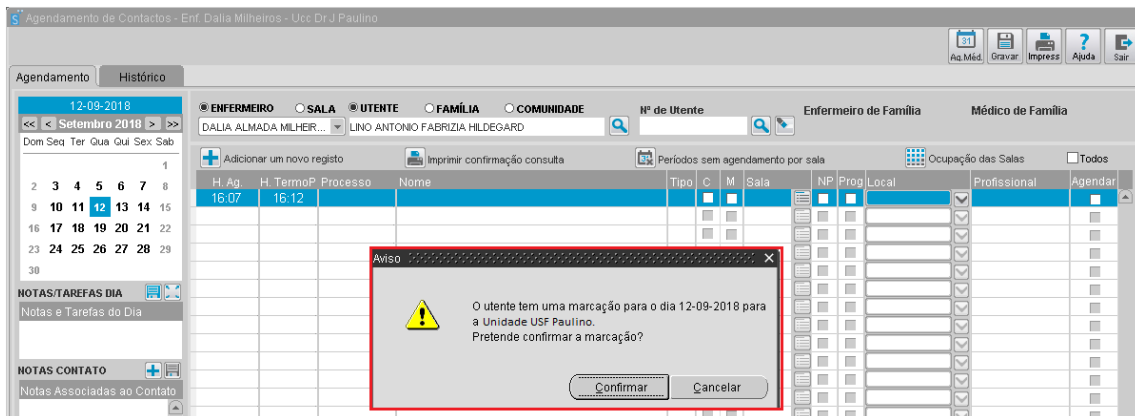 Agendamento de Contactos - Enf. Dalia Milheiros - Ucc Dr J Paulino
31
Ag.Méd. Gravar Impress Ajuda Sair
Agendamento Histórico
12-09-2018
<< < Setembro 2018 > >>
Dom Seg Ter Qua Qui Sex Sab
1
2 3 4 5 6 7 8
9 10 11 12 13 14 15
16 17 18 19 20 21 22
23 24 25 26 27 28 29
30
NOTAS/TAREFAS DIA
Notas e Tarefas do Dia
NOTAS CONTATO
Notas Associadas ao Contato
ENFERMEIRO SALA UTENTE FAMÍLIA COMUNIDADE Nº de Utente Enfermeiro de Família Médico de Família
DALIA ALMADA MILHEIR... LINO ANTONIO FABRIZIA HILDEGARD
Adicionar um novo registo Imprimir confirmação consulta Períodos sem agendamento por sala Ocupação das Salas Todos
H. Ag. H. TermoP Processo Nome Tipo C M Sala NP Prog Local Profissional Agendar
16:07 16:12
Aviso X
O utente tem uma marcação para o dia 12-09-2018 para
a Unidade USF Paulino.
Pretende confirmar a marcação?
Confirmar Cancelar